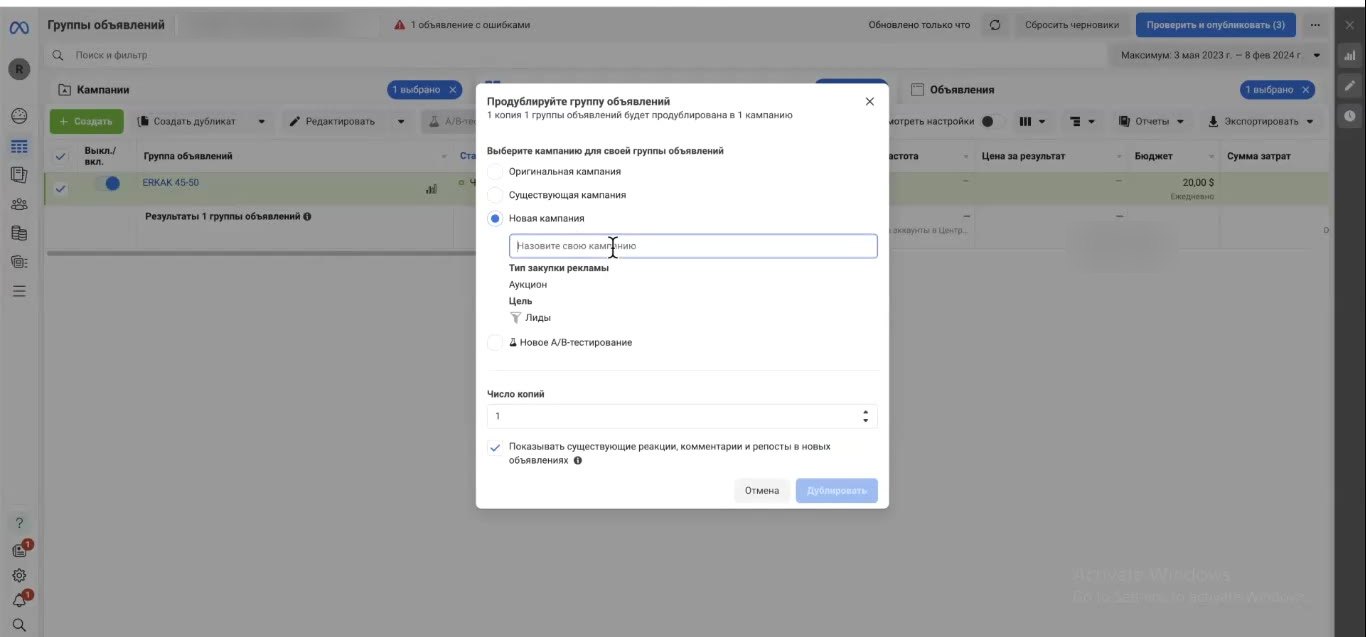 Группы объявлений
1 объявление с ошибками
Обновлено только что
Сбросить черновики
Проверить и опубликовать (3)
R
Поиск и фильтр
Максимум: 3 мая 2023 г. – 8 фев 2024 г.
Кампании
1 выбрано
Объявления
1 выбрано
+ Создать
Создать дубликат
Редактировать
A/B-те
мотреть настройки
Отчеты
Экспортировать
Выкл./
вкл.
Группа объявлений
Ста
астота
Цена за результат
Бюджет
Сумма затрат
ERKAK 45-50
Ч
–
–
20,00 $
Ежедневно
Результаты 1 группы объявлений
–
–
аккаунты в Центр...
Продублируйте группу объявлений
1 копия 1 группы объявлений будет продублирована в 1 кампанию
Выберите кампанию для своей группы объявлений
Оригинальная кампания
Существующая кампания
Новая кампания
Назовите свою кампанию
Тип закупки рекламы
Аукцион
Цель
Лиды
Новое A/B-тестирование
Число копий
1
Показывать существующие реакции, комментарии и репосты в новых
объявлениях
Отмена
Дублировать
?
1
1
Activate Windows
Go to Settings to activate Windows.